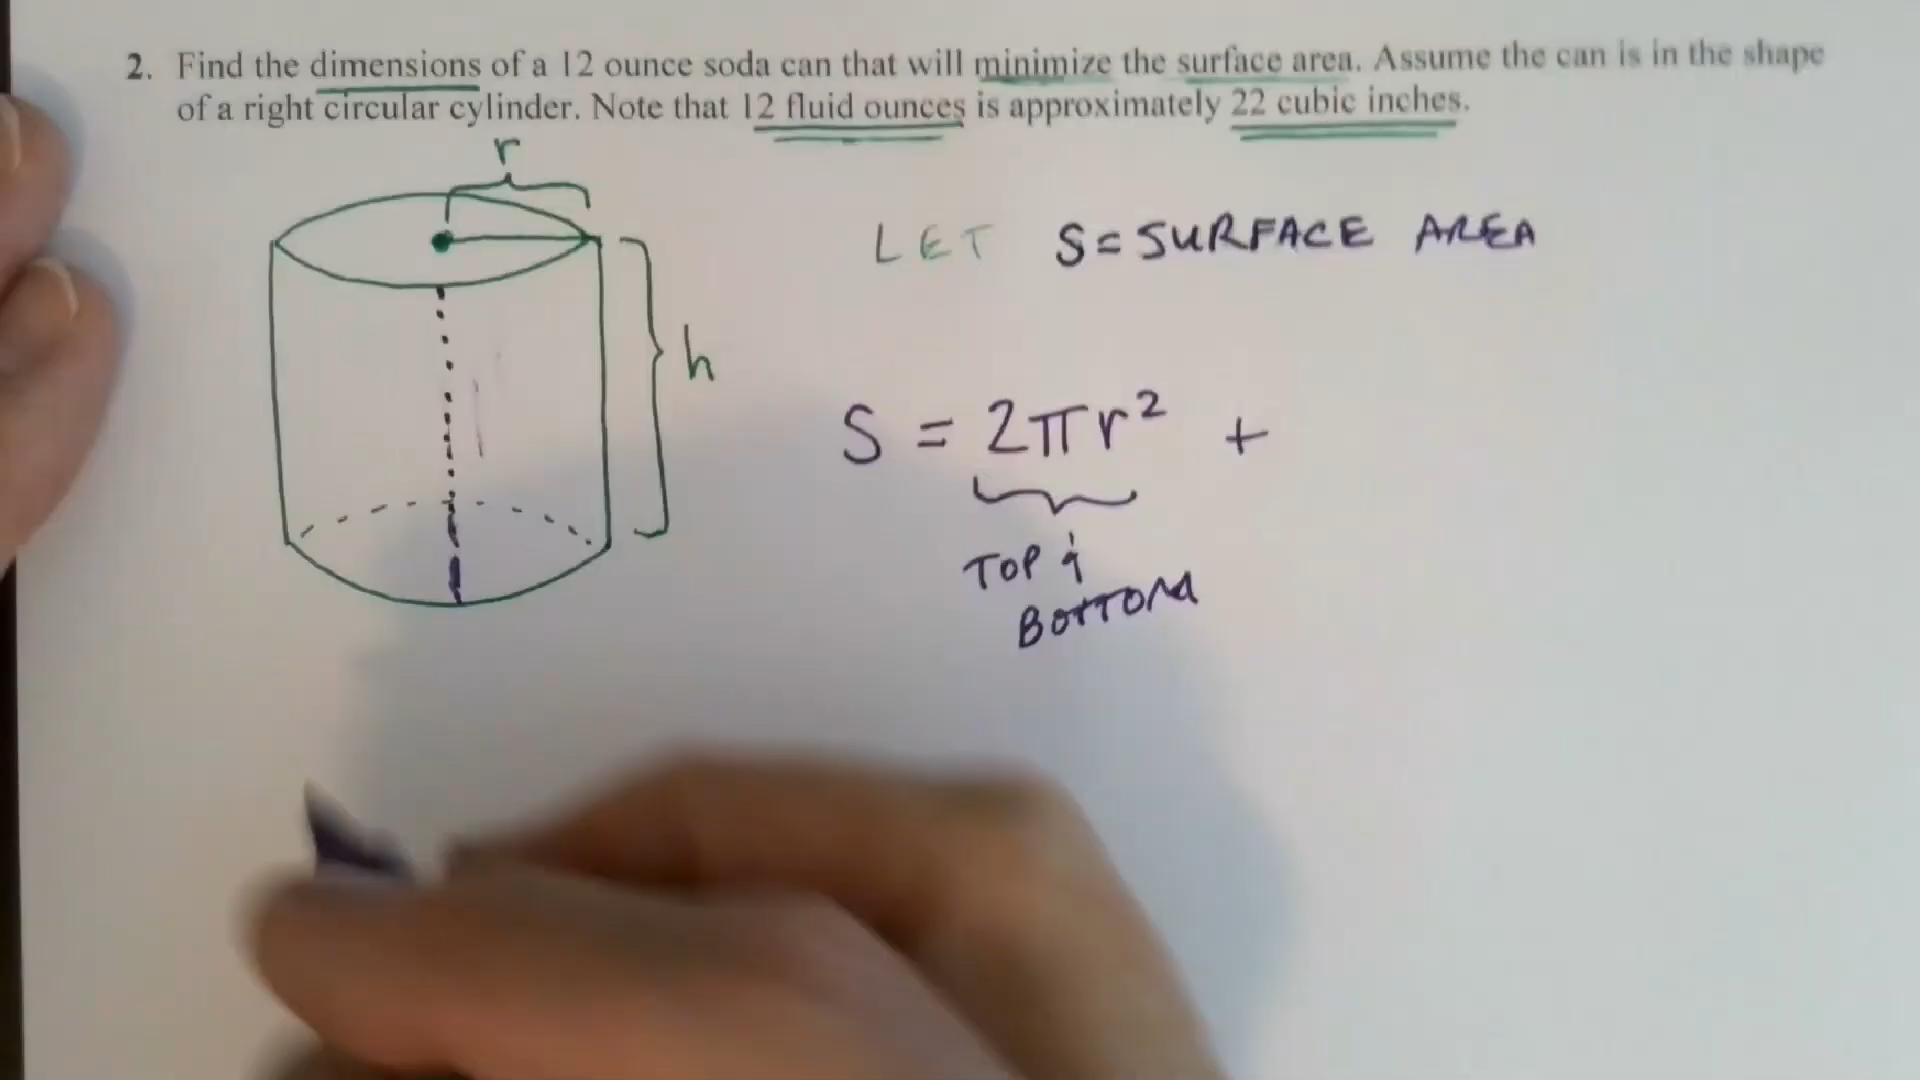 2. Find the dimensions of a 12 ounce soda can that will minimize the surface area. Assume the can is in the shape
of a right circular cylinder. Note that 12 fluid ounces is approximately 22 cubic inches.
r
LET S = SURFACE AREA
h
S = 2πr² +
TOP &
BOTTOM